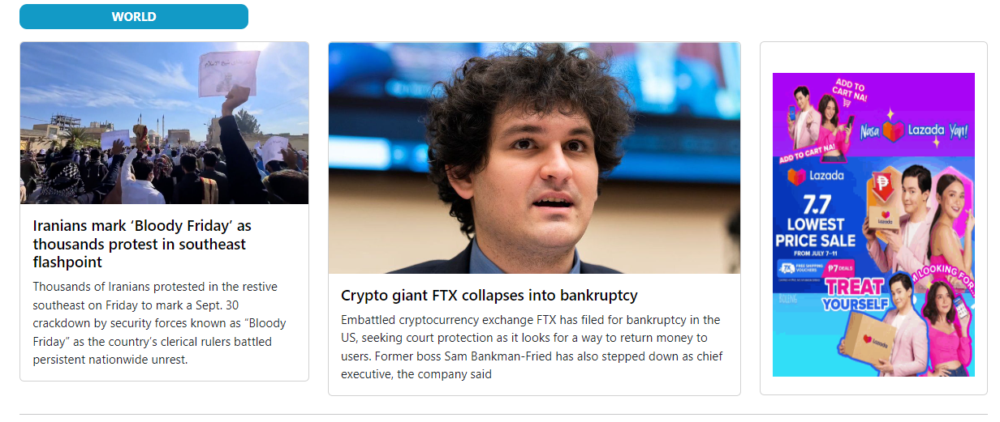 WORLD
Iranians mark ‘Bloody Friday’ as
thousands protest in southeast
flashpoint
Thousands of Iranians protested in the restive
southeast on Friday to mark a Sept. 30
crackdown by security forces known as “Bloody
Friday” as the country’s clerical rulers battled
persistent nationwide unrest.
Crypto giant FTX collapses into bankruptcy
Embattled cryptocurrency exchange FTX has filed for bankruptcy in the
US, seeking court protection as it looks for a way to return money to
users. Former boss Sam Bankman-Fried has also stepped down as chief
executive, the company said
ADD TO
CART NA!
Nasa Lazada Yan!
ADD TO CART NA!
Lazada
7.7
LOWEST
PRICE SALE
FROM JULY 7-11
FREE SHIPPING
VOUCHERS
₱7 DEALS
Lazada
LOOKING FOR...
TREAT
YOURSELF
Lazada